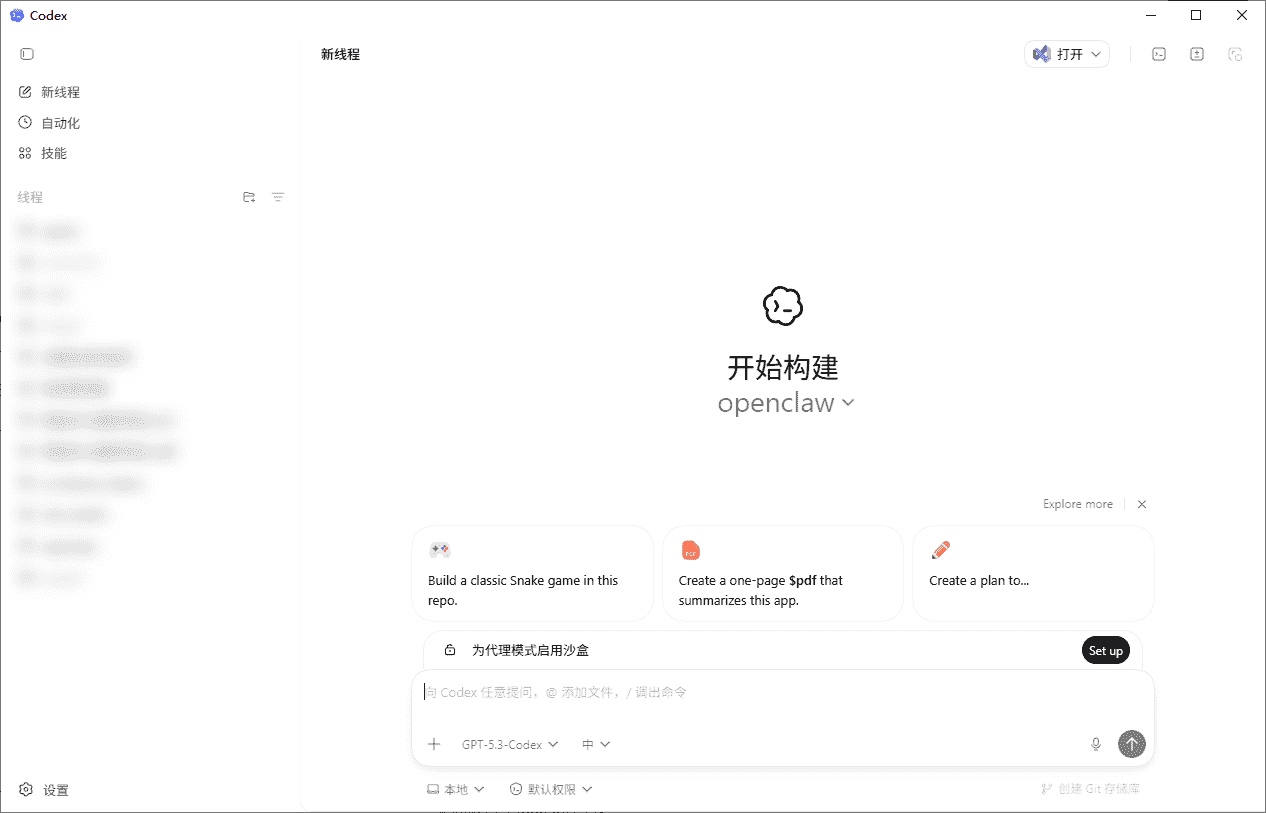 Codex
新线程
自动化
技能
线程
设置
新线程
打开
开始构建
openclaw
Explore more
Build a classic Snake game in this
repo.
PDF
Create a one-page $pdf that
summarizes this app.
Create a plan to...
为代理模式启用沙盒
Set up
向 Codex 任意提问，@ 添加文件，/ 调出命令
GPT-5.3-Codex
中
本地
默认权限
创建 Git 存储库